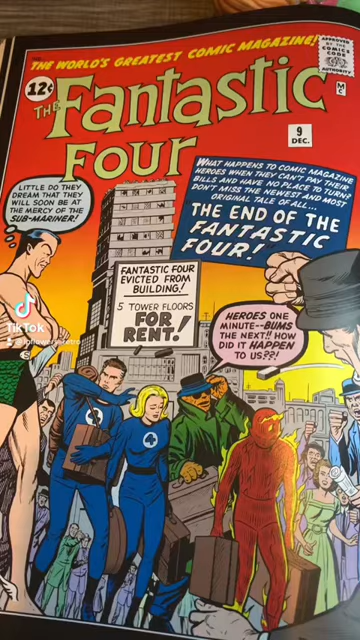 THE WORLD'S GREATEST COMIC MAGAZINE!
APPROVED
BY THE
COMICS
CODE
AUTHORITY
12¢
THE
Fantastic
Four
M
C
9
DEC.
WHAT HAPPENS TO COMIC MAGAZINE
HEROES WHEN THEY CAN'T PAY THEIR
BILLS AND HAVE NO PLACE TO TURN?
DON'T MISS THE NEWEST AND MOST
ORIGINAL TALE OF ALL...
THE END OF THE
FANTASTIC
FOUR!
LITTLE DO THEY
DREAM THAT THEY
WILL SOON BE AT
THE MERCY OF THE
SUB-MARINER!
FANTASTIC FOUR
EVICTED FROM
BUILDING!
5 TOWER FLOORS
FOR
RENT!
HEROES ONE
MINUTE--BUMS
THE NEXT!! HOW
DID IT HAPPEN
TO US??!
TikTok
4
4